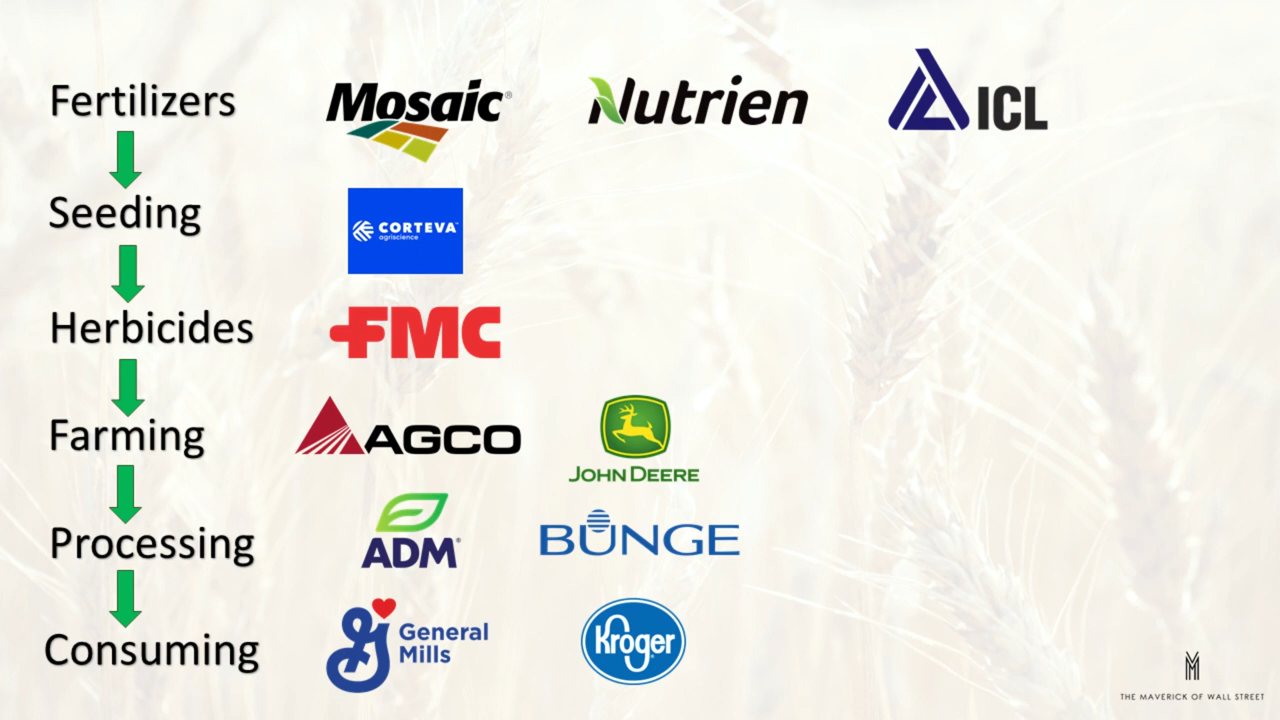 Fertilizers
Mosaic®
Nutrien
ICL
Seeding
CORTEVA™
agriscience
Herbicides
FMC
Farming
AGCO
JOHN DEERE
Processing
ADM®
BUNGE
Consuming
General
Mills
Kroger
THE MAVERICK OF WALL STREET